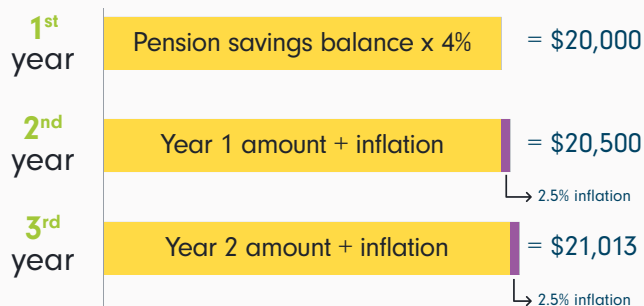 1st year
Pension savings balance x 4%
= $20,000
2nd year
Year 1 amount + inflation
= $20,500
2.5% inflation
3rd year
Year 2 amount + inflation
= $21,013
2.5% inflation